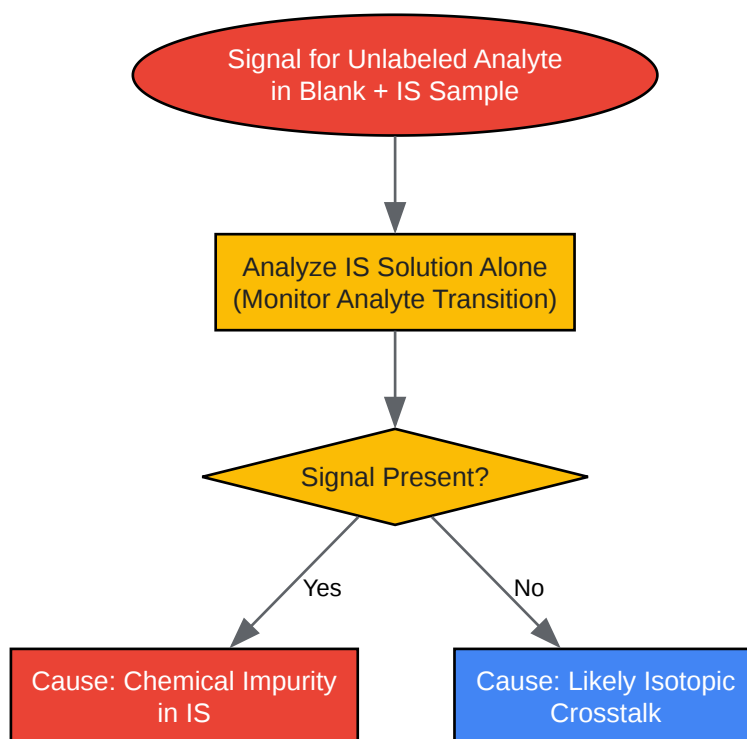 Signal for Unlabeled Analyte
in Blank + IS Sample
Analyze IS Solution Alone
(Monitor Analyte Transition)
Signal Present?
Yes
No
Cause: Chemical Impurity
in IS
Cause: Likely Isotopic
Crosstalk